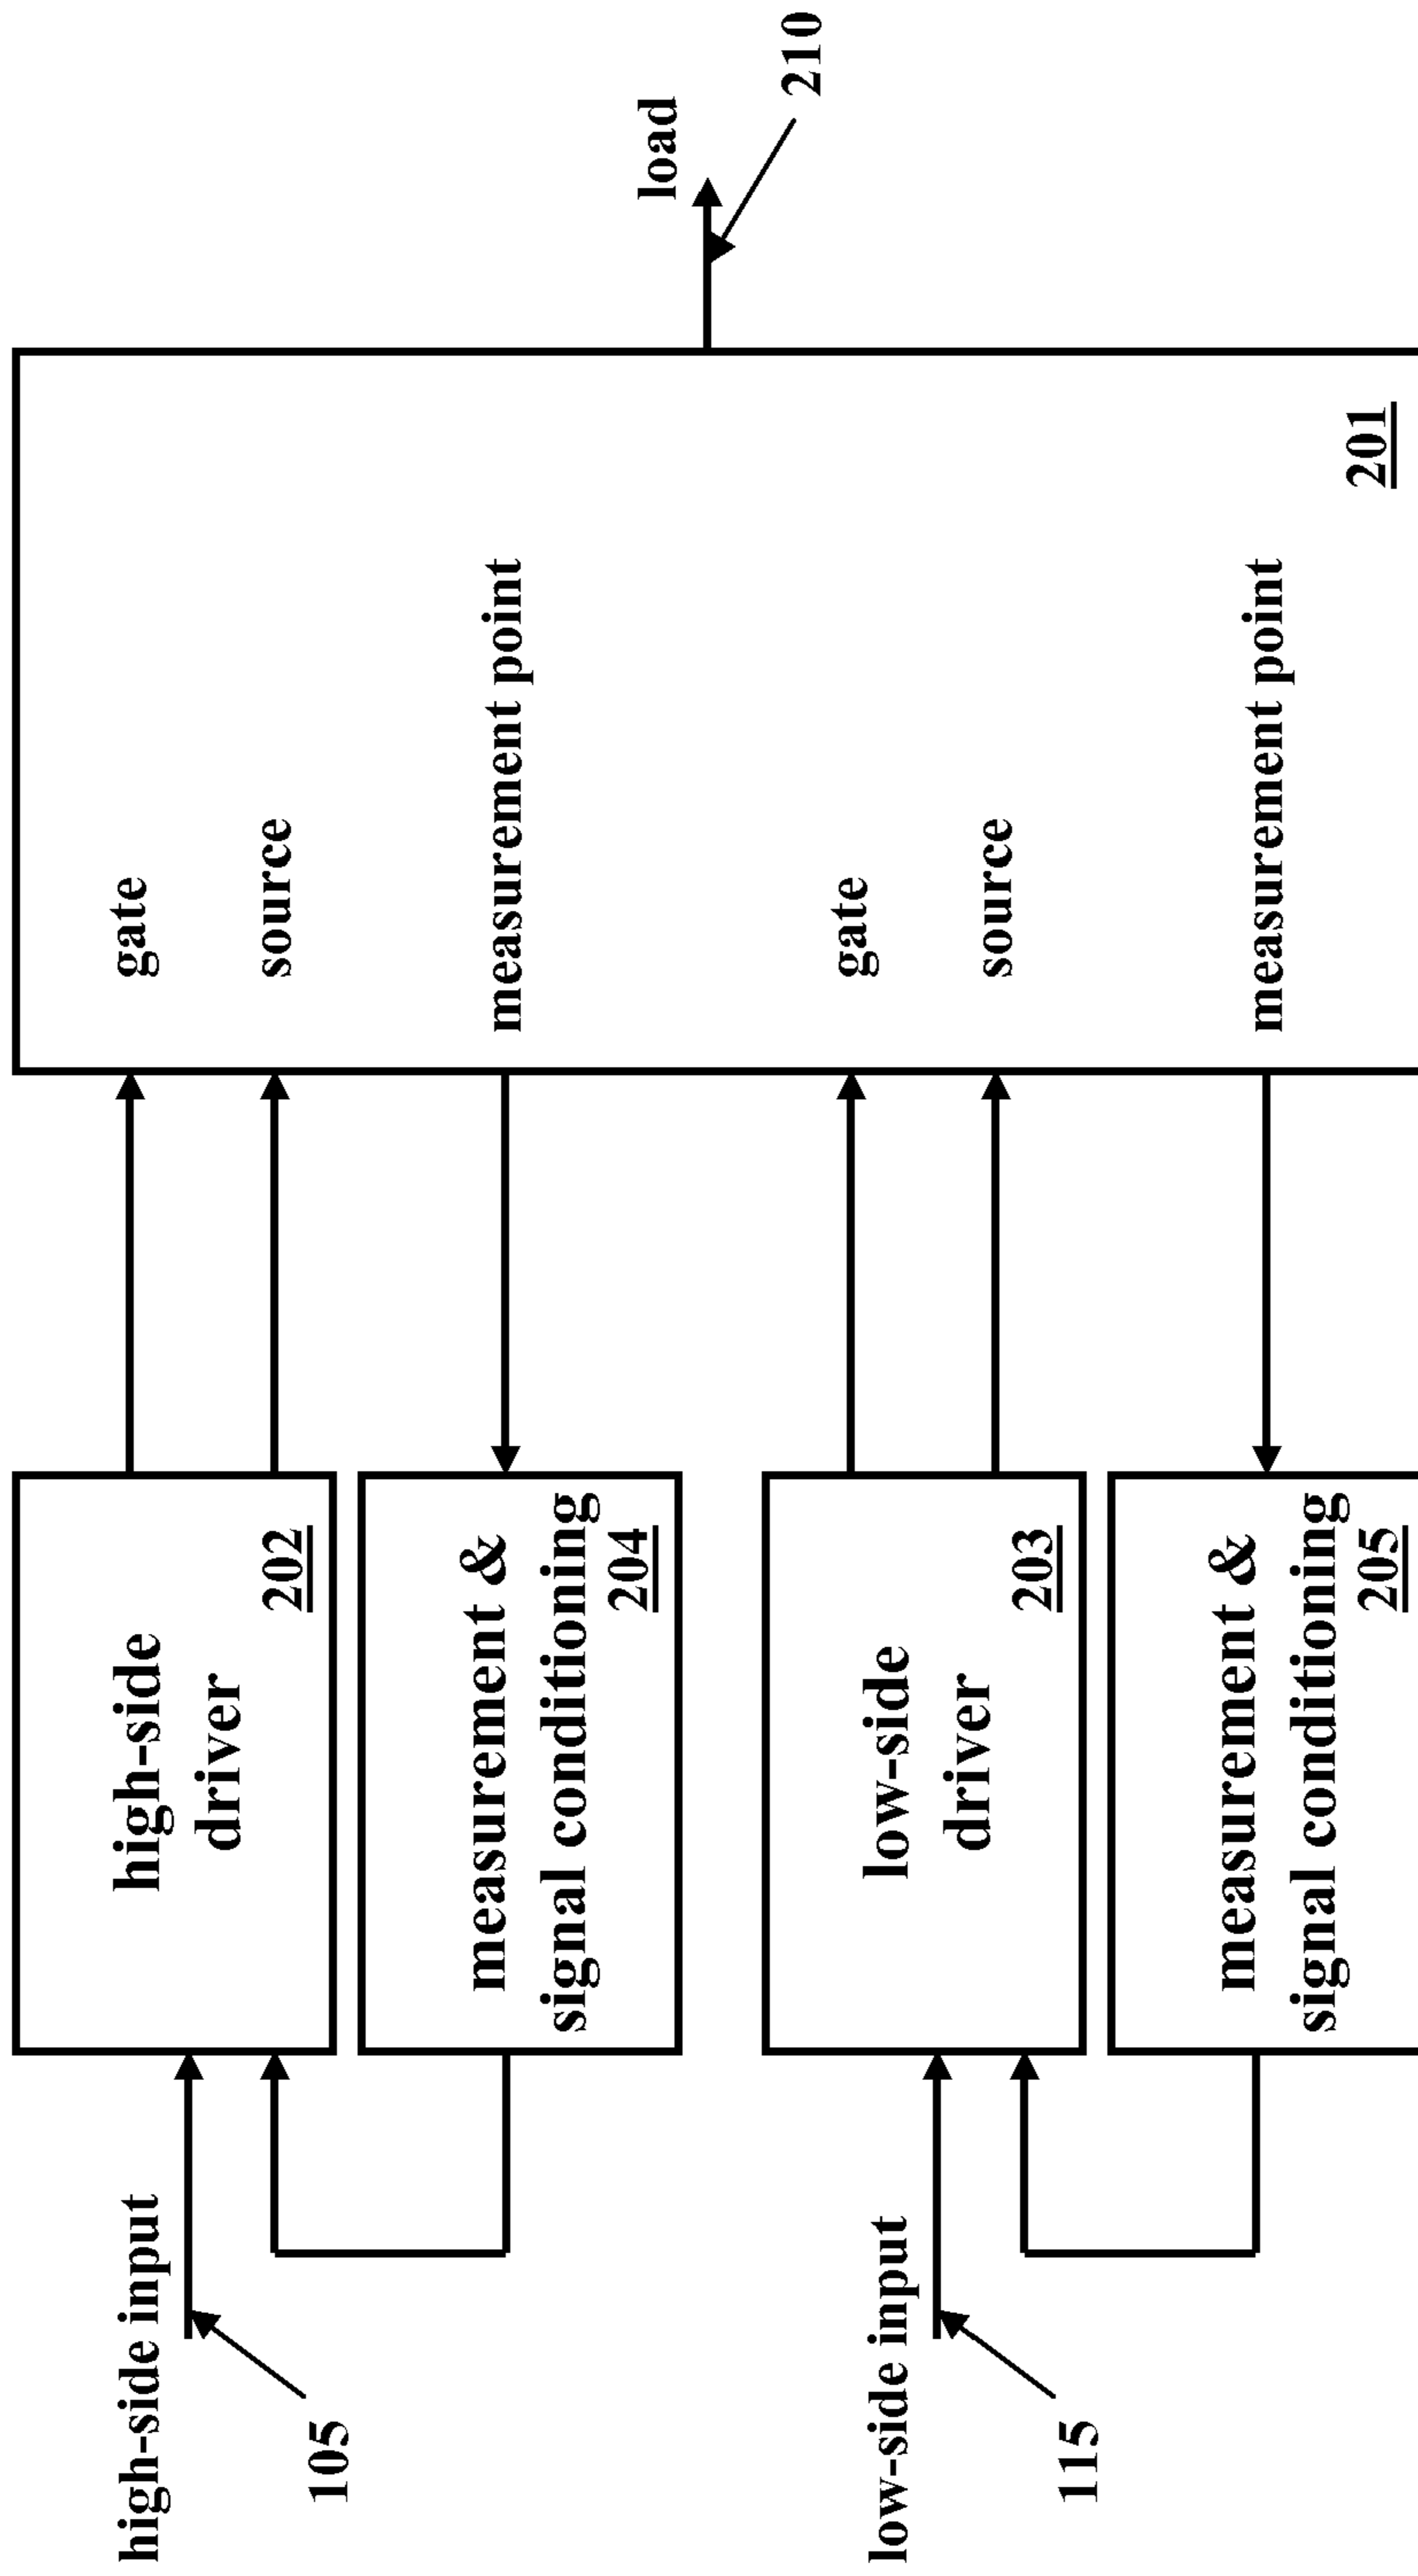 high-side input
105
high-side
driver
202
measurement &
signal conditioning
204
low-side input
115
low-side
driver
203
measurement &
signal conditioning
205
gate
source
measurement point
gate
source
measurement point
201
load
210